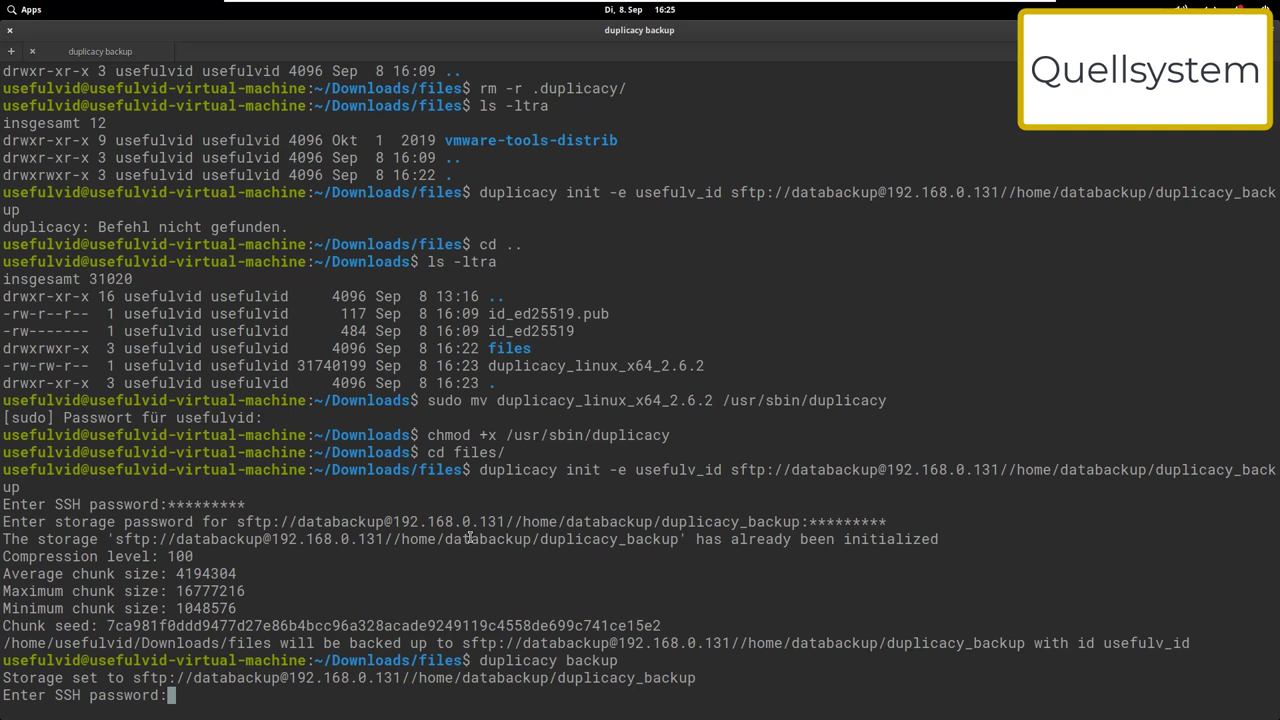 Apps
Di, 8. Sep 16:25
duplicacy backup
duplicacy backup
Quellsystem
drwxr-xr-x 3 usefulvid usefulvid 4096 Sep  8 16:09 ..
usefulvid@usefulvid-virtual-machine:~/Downloads/files$ rm -r .duplicacy/
usefulvid@usefulvid-virtual-machine:~/Downloads/files$ ls -ltra
insgesamt 12
drwxr-xr-x 9 usefulvid usefulvid 4096 Okt  1  2019 vmware-tools-distrib
drwxr-xr-x 3 usefulvid usefulvid 4096 Sep  8 16:09 ..
drwxrwxr-x 3 usefulvid usefulvid 4096 Sep  8 16:22 .
usefulvid@usefulvid-virtual-machine:~/Downloads/files$ duplicacy init -e usefulv_id sftp://databackup@192.168.0.131//home/databackup/duplicacy_back
up
duplicacy: Befehl nicht gefunden.
usefulvid@usefulvid-virtual-machine:~/Downloads/files$ cd ..
usefulvid@usefulvid-virtual-machine:~/Downloads$ ls -ltra
insgesamt 31020
drwxr-xr-x 16 usefulvid usefulvid     4096 Sep  8 13:16 ..
-rw-r--r--  1 usefulvid usefulvid      117 Sep  8 16:09 id_ed25519.pub
-rw-------  1 usefulvid usefulvid      484 Sep  8 16:09 id_ed25519
drwxrwxr-x  3 usefulvid usefulvid     4096 Sep  8 16:22 files
-rw-rw-r--  1 usefulvid usefulvid 31740199 Sep  8 16:23 duplicacy_linux_x64_2.6.2
drwxr-xr-x  3 usefulvid usefulvid     4096 Sep  8 16:23 .
usefulvid@usefulvid-virtual-machine:~/Downloads$ sudo mv duplicacy_linux_x64_2.6.2 /usr/sbin/duplicacy
[sudo] Passwort für usefulvid:
usefulvid@usefulvid-virtual-machine:~/Downloads$ chmod +x /usr/sbin/duplicacy
usefulvid@usefulvid-virtual-machine:~/Downloads$ cd files/
usefulvid@usefulvid-virtual-machine:~/Downloads/files$ duplicacy init -e usefulv_id sftp://databackup@192.168.0.131//home/databackup/duplicacy_back
up
Enter SSH password:*********
Enter storage password for sftp://databackup@192.168.0.131//home/databackup/duplicacy_backup:*********
The storage 'sftp://databackup@192.168.0.131//home/databackup/duplicacy_backup' has already been initialized
Compression level: 100
Average chunk size: 4194304
Maximum chunk size: 16777216
Minimum chunk size: 1048576
Chunk seed: 7ca981f0ddd9477d27e86b4bcc96a328acade9249119c4558de699c741ce15e2
/home/usefulvid/Downloads/files will be backed up to sftp://databackup@192.168.0.131//home/databackup/duplicacy_backup with id usefulv_id
usefulvid@usefulvid-virtual-machine:~/Downloads/files$ duplicacy backup
Storage set to sftp://databackup@192.168.0.131//home/databackup/duplicacy_backup
Enter SSH password: